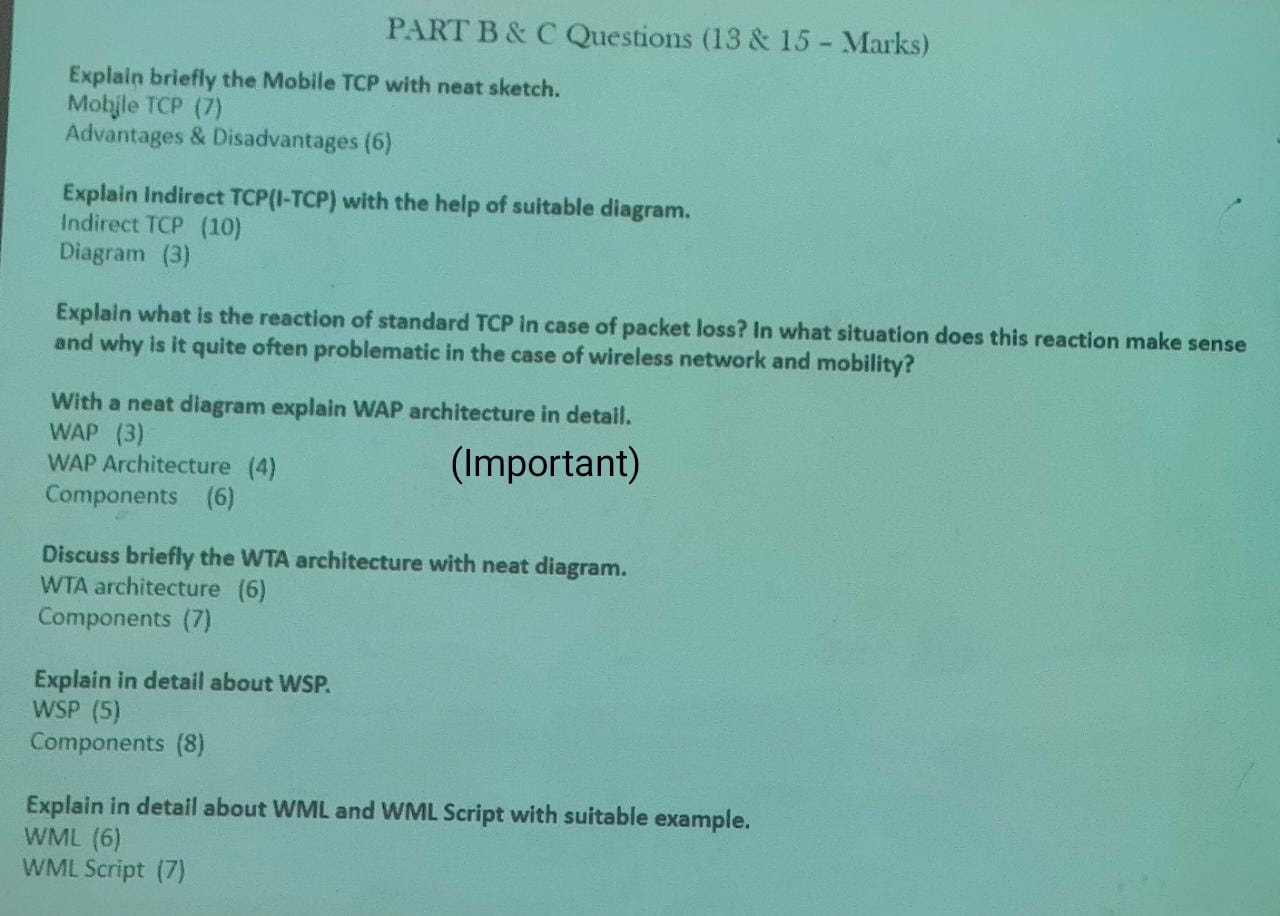 PART B & C Questions (13 & 15 – Marks)
Explain briefly the Mobile TCP with neat sketch.
Mobile TCP (7)
Advantages & Disadvantages (6)
Explain Indirect TCP(I-TCP) with the help of suitable diagram.
Indirect TCP (10)
Diagram (3)
Explain what is the reaction of standard TCP in case of packet loss? In what situation does this reaction make sense
and why is it quite often problematic in the case of wireless network and mobility?
With a neat diagram explain WAP architecture in detail.
WAP (3)
WAP Architecture (4)
(Important)
Components (6)
Discuss briefly the WTA architecture with neat diagram.
WTA architecture (6)
Components (7)
Explain in detail about WSP.
WSP (5)
Components (8)
Explain in detail about WML and WML Script with suitable example.
WML (6)
WML Script (7)